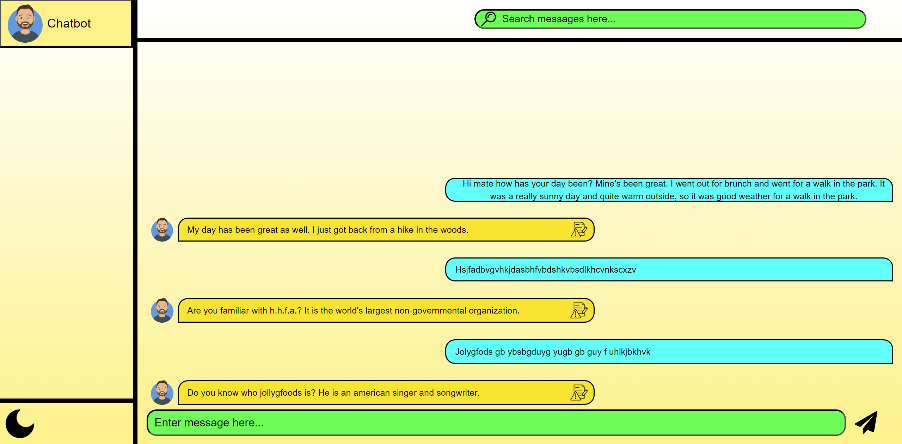 Chatbot
Search messages here...
Hi mate how has your day been? Mine's been great. I went out for brunch and went for a walk in the park. It
was a really sunny day and quite warm outside, so it was good weather for a walk in the park.
My day has been great as well. I just got back from a hike in the woods.
Hsjfadbvgvhkjdasbhfvbdshkvbsdlkhcvnkscxzv
Are you familiar with h.h.f.a.? It is the world's largest non-governmental organization.
Jolygfods gb ybsbgduyg yugb gb guy f uhlkjbkhvk
Do you know who jollygfoods is? He is an american singer and songwriter.
Enter message here...